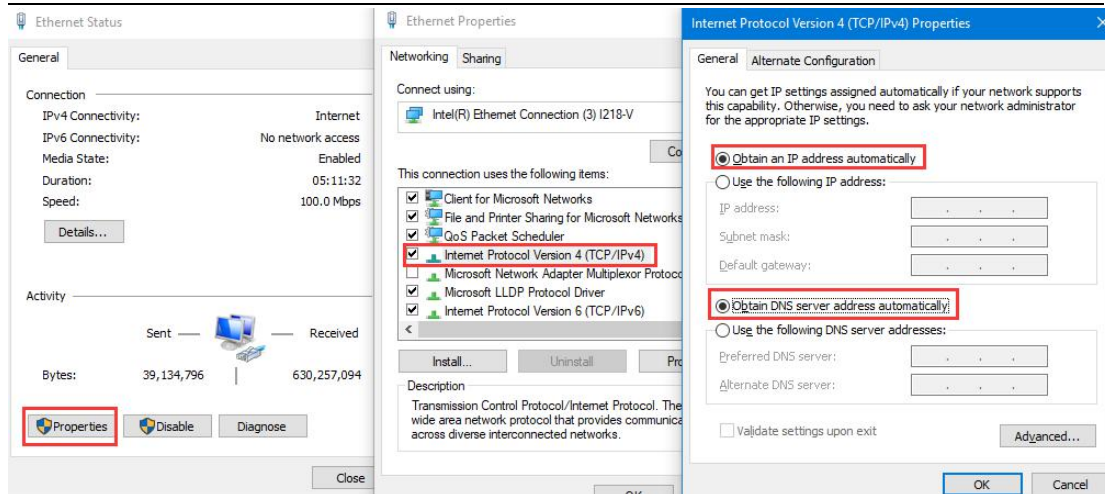 Ethernet Status
General
Connection
IPv4 Connectivity: Internet
IPv6 Connectivity: No network access
Media State: Enabled
Duration: 05:11:32
Speed: 100.0 Mbps
Details...
Activity
Sent — Received
Bytes: 39,134,796 | 630,257,094
Properties Disable Diagnose
Close
Ethernet Properties
Networking Sharing
Connect using:
Intel(R) Ethernet Connection (3) I218-V
Co
This connection uses the following items:
Client for Microsoft Networks
File and Printer Sharing for Microsoft Networks
QoS Packet Scheduler
Internet Protocol Version 4 (TCP/IPv4)
Microsoft Network Adapter Multiplexor Protoco
Microsoft LLDP Protocol Driver
Internet Protocol Version 6 (TCP/IPv6)
Install... Uninstall Pro
Description
Transmission Control Protocol/Internet Protocol. The
wide area network protocol that provides communica
across diverse interconnected networks.
OK
Internet Protocol Version 4 (TCP/IPv4) Properties
General Alternate Configuration
You can get IP settings assigned automatically if your network supports
this capability. Otherwise, you need to ask your network administrator
for the appropriate IP settings.
Obtain an IP address automatically
Use the following IP address:
IP address:
Subnet mask:
Default gateway:
Obtain DNS server address automatically
Use the following DNS server addresses:
Preferred DNS server:
Alternate DNS server:
Validate settings upon exit
Advanced...
OK Cancel